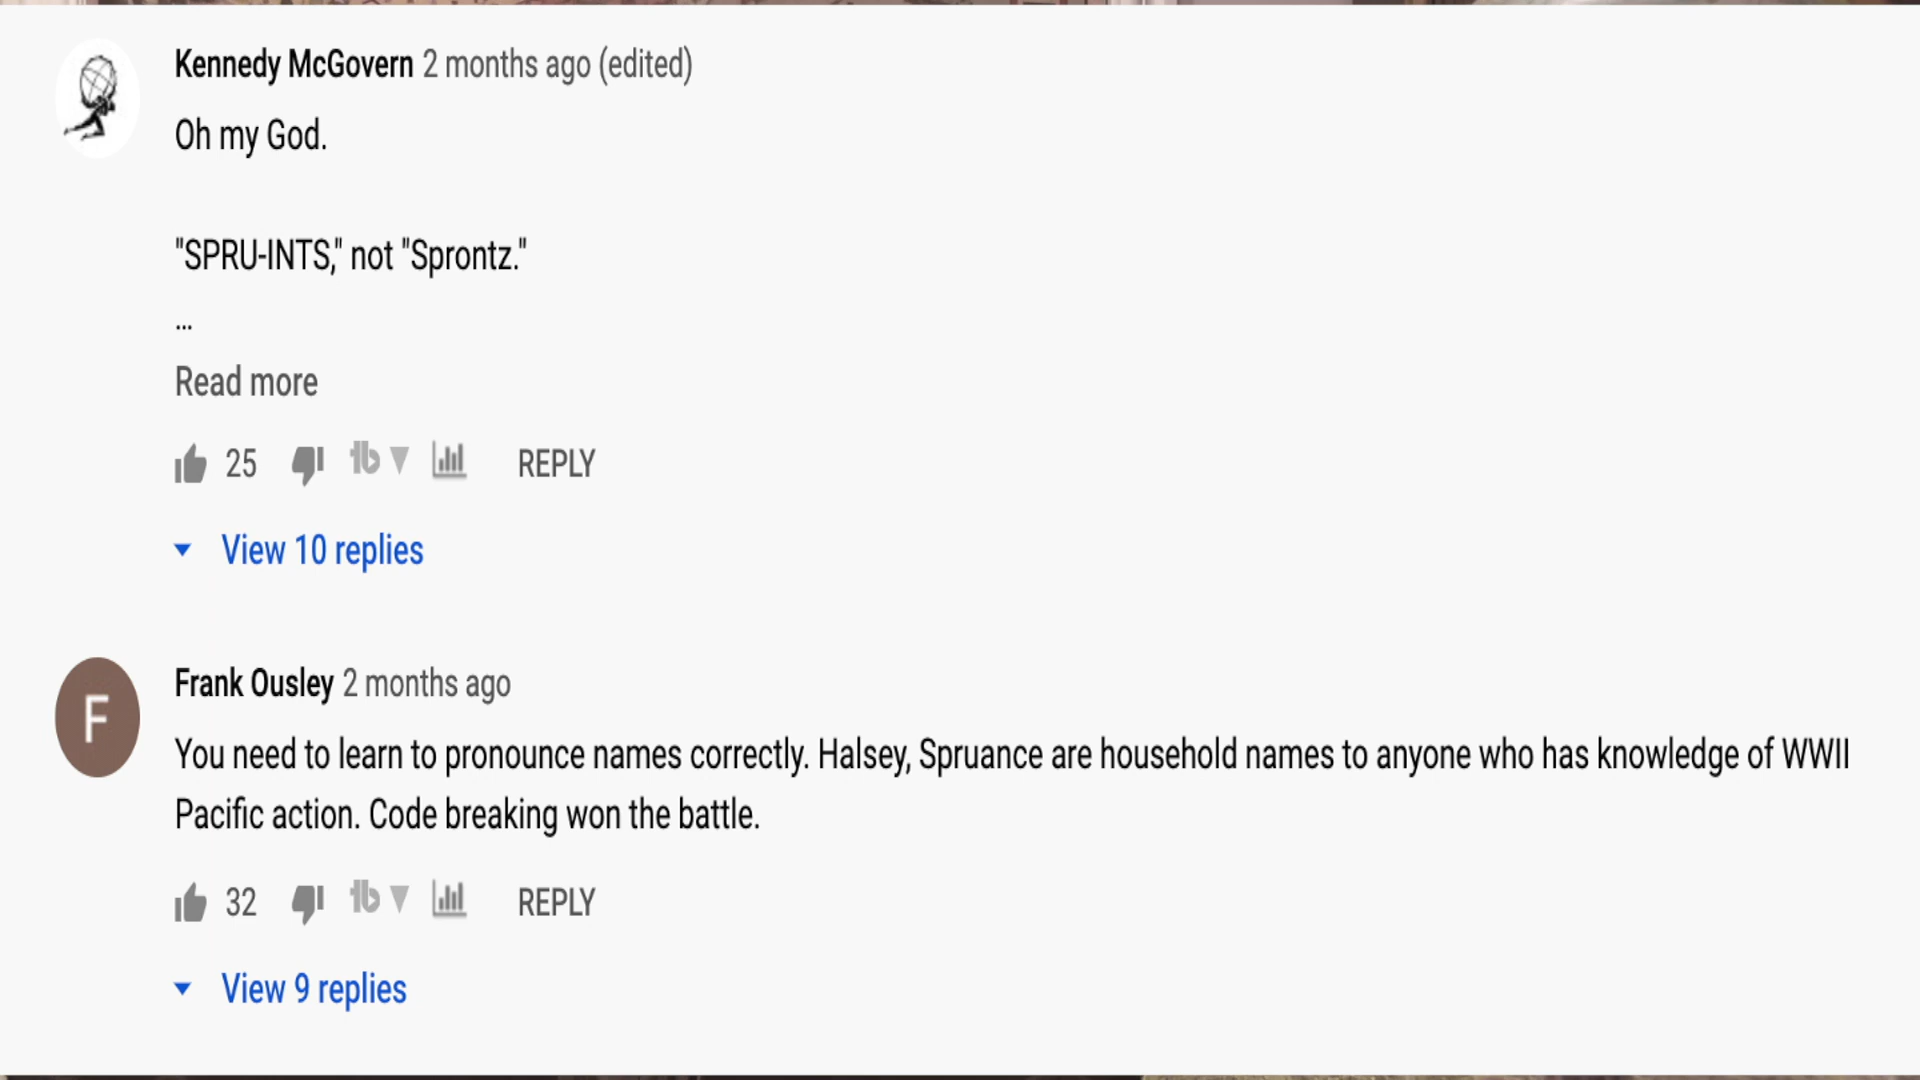 Kennedy McGovern 2 months ago (edited)
Oh my God.
"SPRU-INTS," not "Sprontz."
...
Read more
25 tb REPLY
View 10 replies
F
Frank Ousley 2 months ago
You need to learn to pronounce names correctly. Halsey, Spruance are household names to anyone who has knowledge of WWII
Pacific action. Code breaking won the battle.
32 tb REPLY
View 9 replies